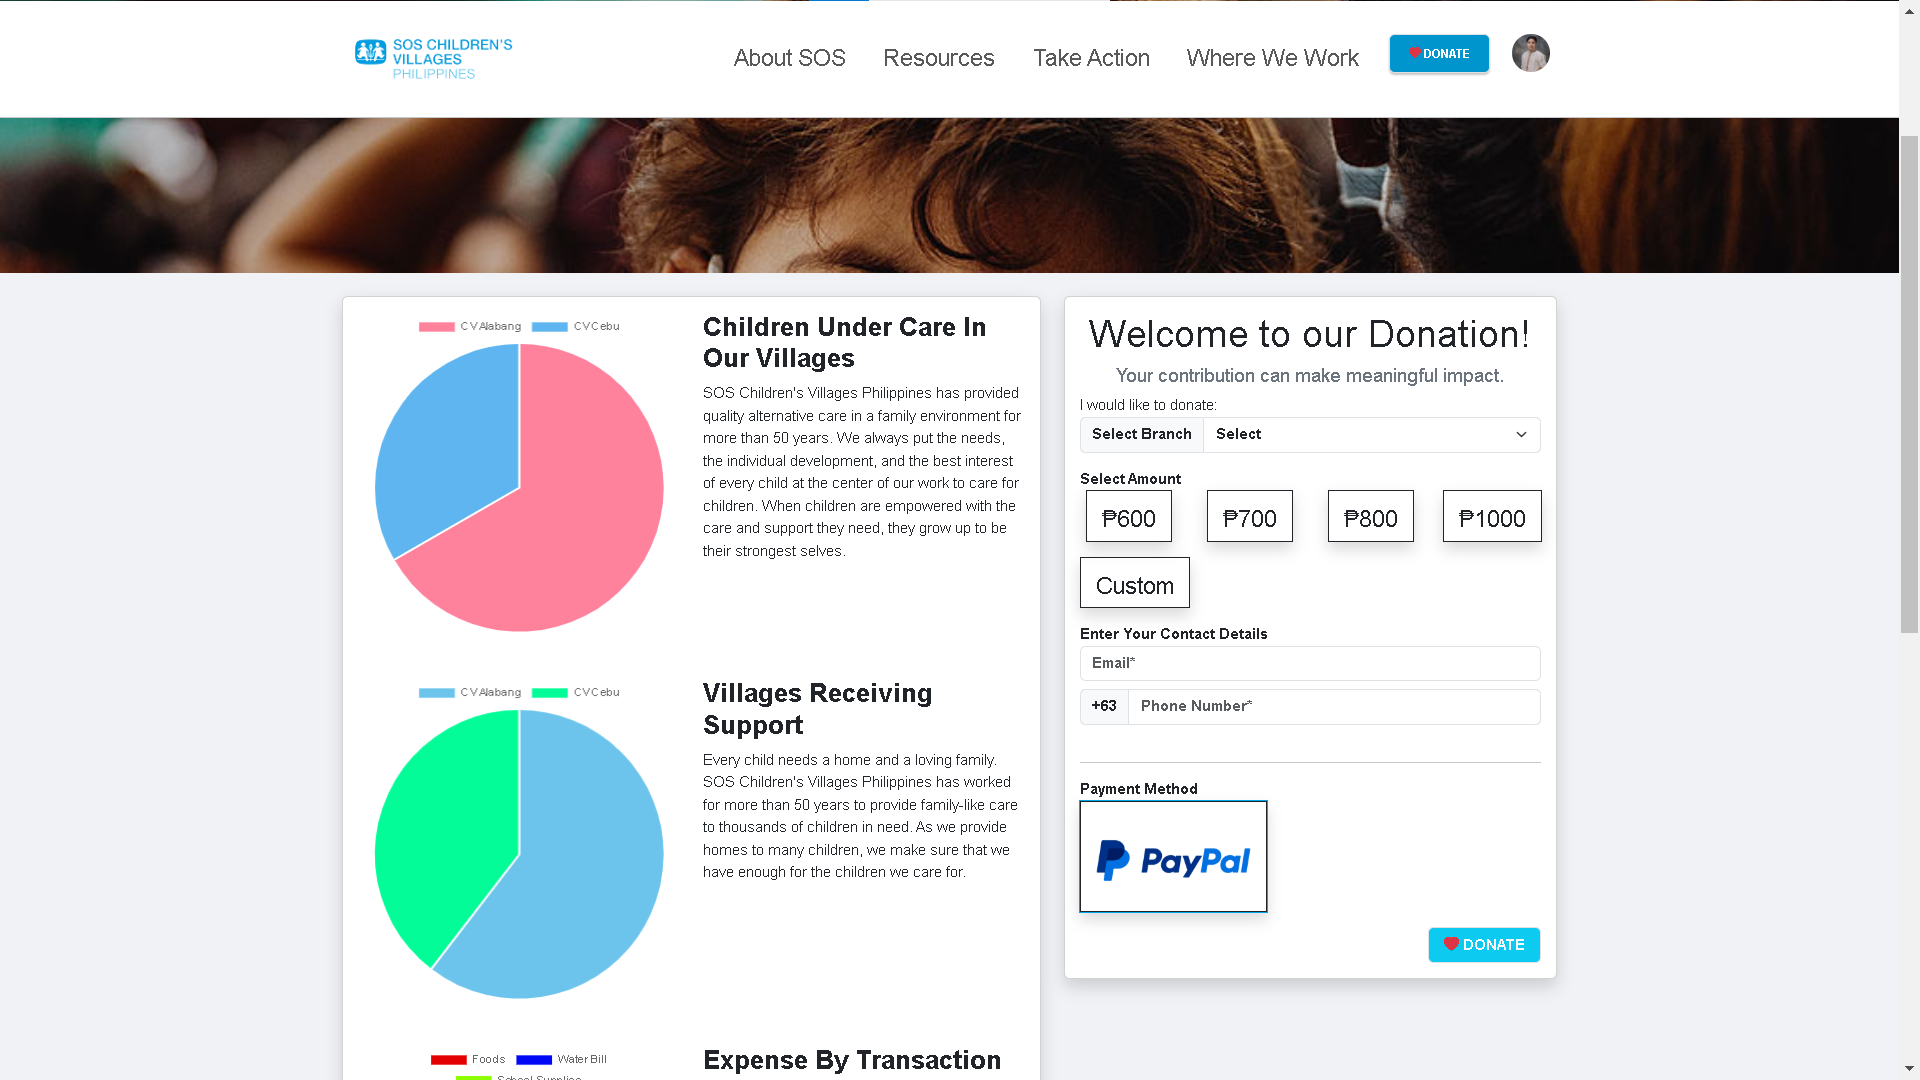 SOS CHILDREN'S
VILLAGES
PHILIPPINES
About SOS
Resources
Take Action
Where We Work
DONATE
CV Alabang
CV Cebu
Children Under Care In
Our Villages
SOS Children's Villages Philippines has provided
quality alternative care in a family environment for
more than 50 years. We always put the needs,
the individual development, and the best interest
of every child at the center of our work to care for
children. When children are empowered with the
care and support they need, they grow up to be
their strongest selves.
CV Alabang
CV Cebu
Villages Receiving
Support
Every child needs a home and a loving family.
SOS Children's Villages Philippines has worked
for more than 50 years to provide family-like care
to thousands of children in need. As we provide
homes to many children, we make sure that we
have enough for the children we care for.
Foods
Water Bill
School Supplies
Expense By Transaction
Welcome to our Donation!
Your contribution can make meaningful impact.
I would like to donate:
Select Branch
Select
Select Amount
₱600
₱700
₱800
₱1000
Custom
Enter Your Contact Details
Email*
+63
Phone Number*
Payment Method
PayPal
DONATE